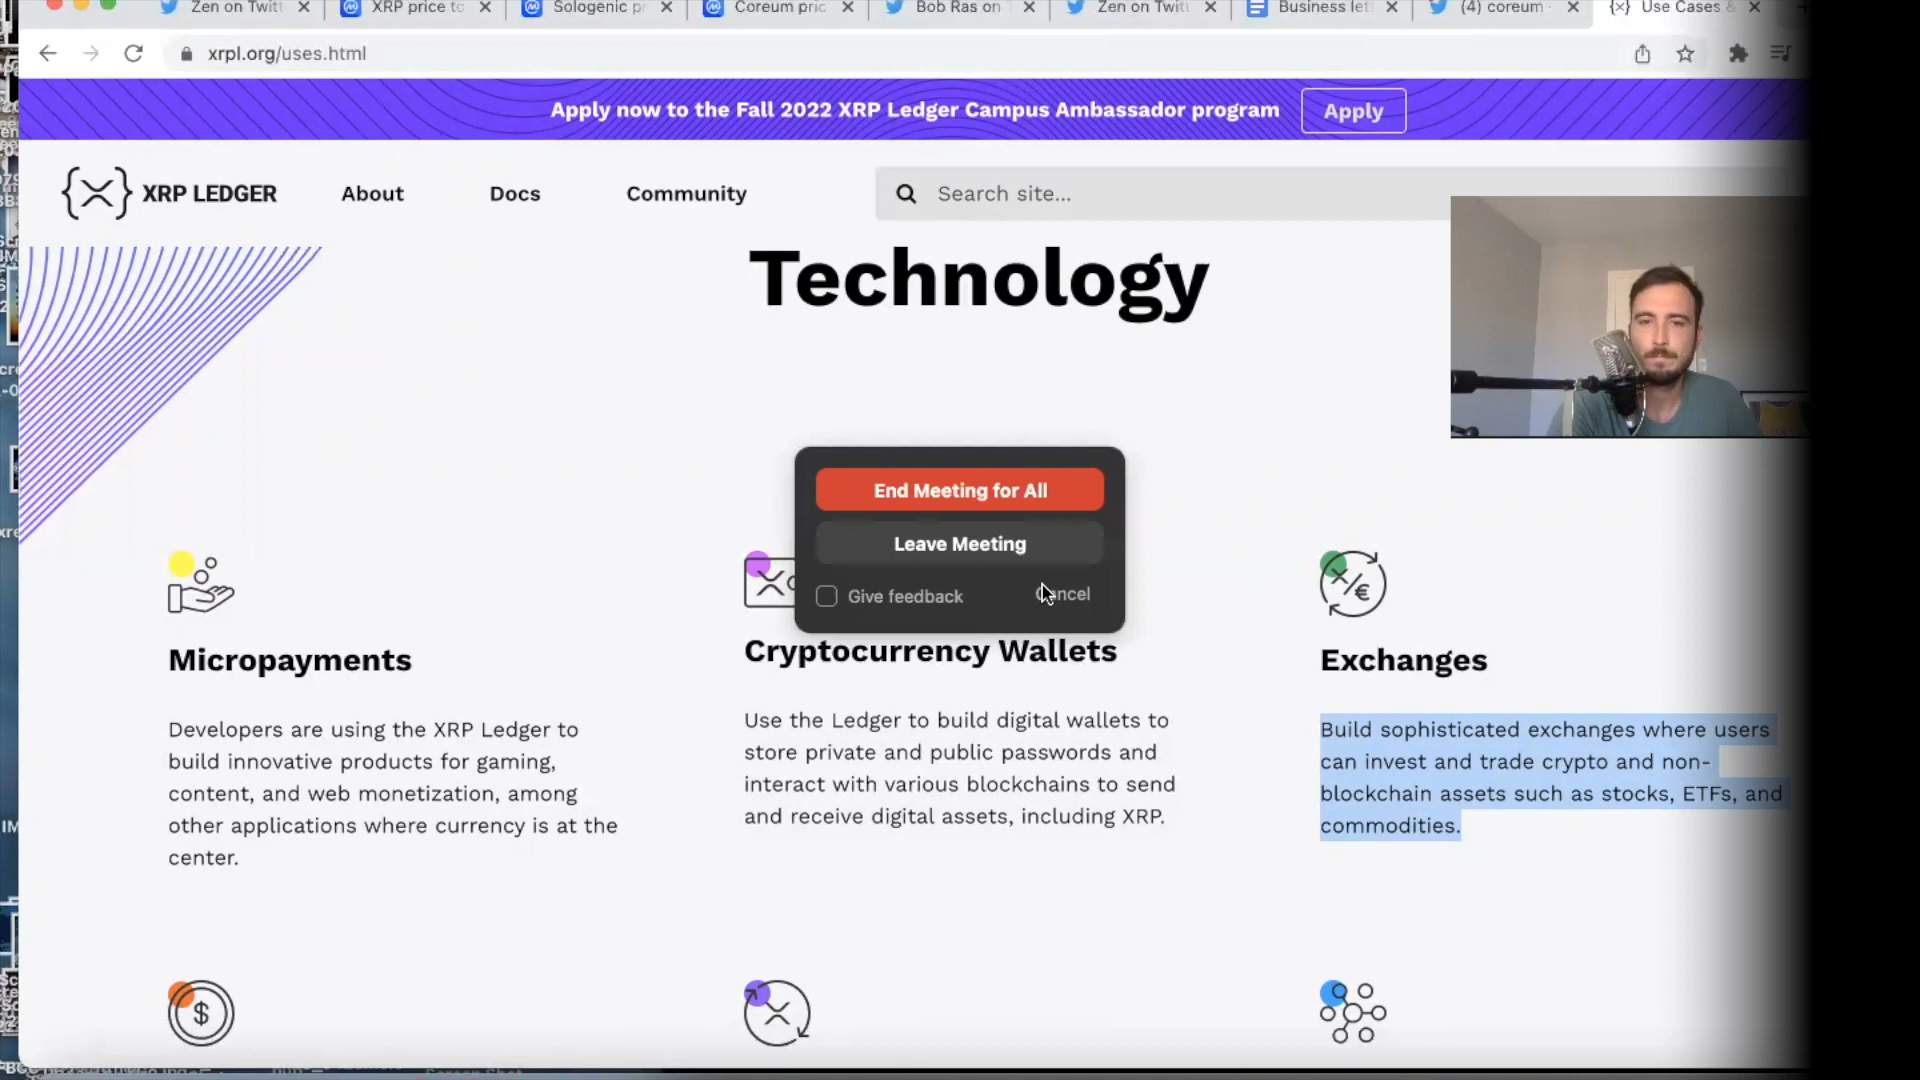 Zen on Twitt
XRP price to
Sologenic p
Coreum pric
Bob Ras on
Zen on Twitt
Business let
(4) coreum
Use Cases &
xrpl.org/uses.html
Apply now to the Fall 2022 XRP Ledger Campus Ambassador program
Apply
XRP LEDGER
About
Docs
Community
Search site...
Technology
End Meeting for All
Leave Meeting
Give feedback
Cancel
Micropayments
Developers are using the XRP Ledger to
build innovative products for gaming,
content, and web monetization, among
other applications where currency is at the
center.
Cryptocurrency Wallets
Use the Ledger to build digital wallets to
store private and public passwords and
interact with various blockchains to send
and receive digital assets, including XRP.
Exchanges
Build sophisticated exchanges where users
can invest and trade crypto and non-
blockchain assets such as stocks, ETFs, and
commodities.